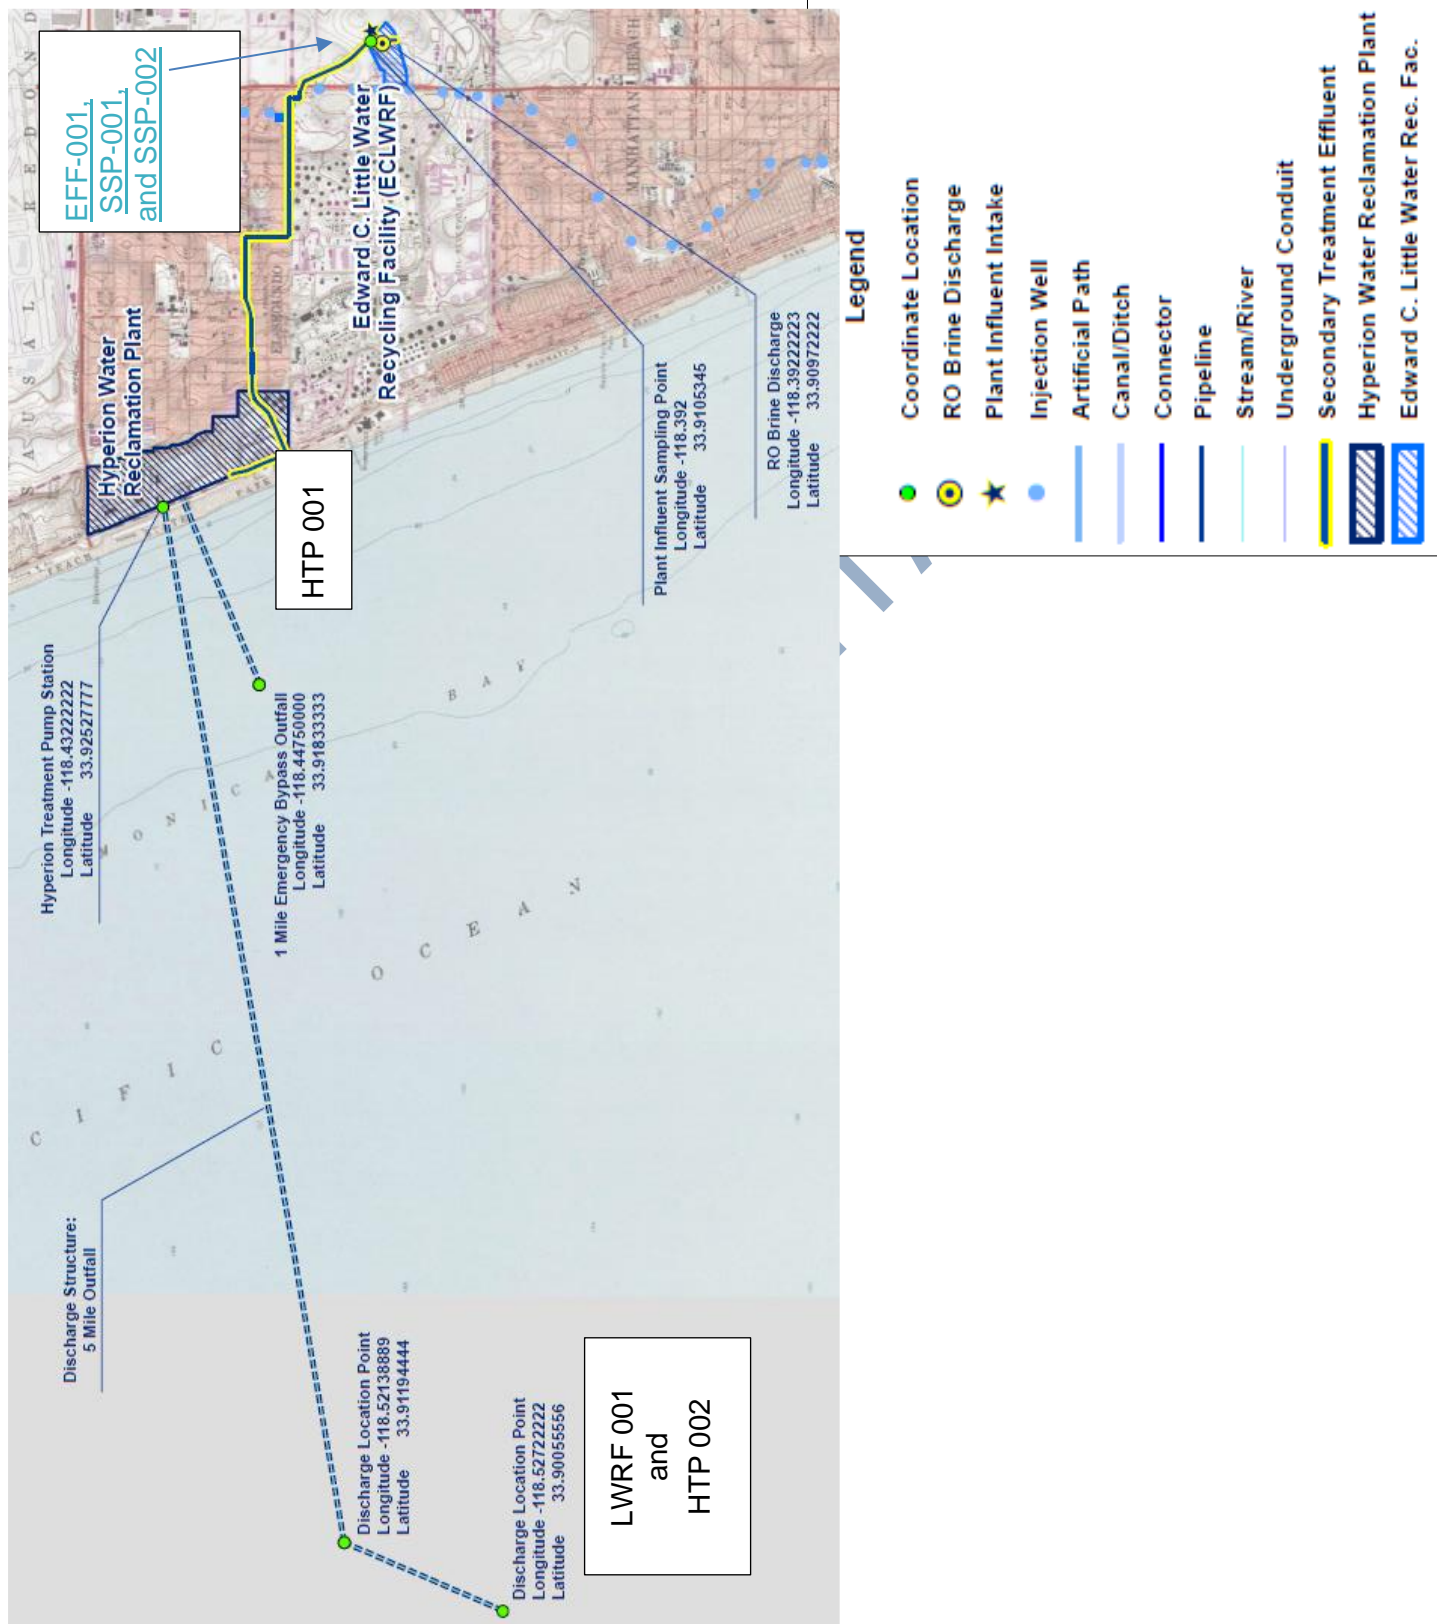 EFF-001,
SSP-001,
and SSP-002
Hyperion Water
Reclamation Plant
Edward C. Little Water
Recycling Facility (ECLWRF)
HTP 001
Hyperion Treatment Pump Station
Longitude -118.43222222
Latitude 33.92527777
1 Mile Emergency Bypass Outfall
Longitude -118.44750000
Latitude 33.91833333
Plant Influent Sampling Point
Longitude -118.392
Latitude 33.9105345
RO Brine Discharge
Longitude -118.39222223
Latitude 33.90972222
Discharge Structure:
5 Mile Outfall
Discharge Location Point
Longitude -118.52138889
Latitude 33.91194444
Discharge Location Point
Longitude -118.52722222
Latitude 33.90055556
LWRF 001
and
HTP 002
C I F I C
O C E A N
B A Y
M O N I C A
R E D O N D
S A U S A L
MANHATTAN BEACH
EL SEGUNDO
Legend
Coordinate Location
RO Brine Discharge
Plant Influent Intake
Injection Well
Artificial Path
Canal/Ditch
Connector
Pipeline
Stream/River
Underground Conduit
Secondary Treatment Effluent
Hyperion Water Reclamation Plant
Edward C. Little Water Rec. Fac.